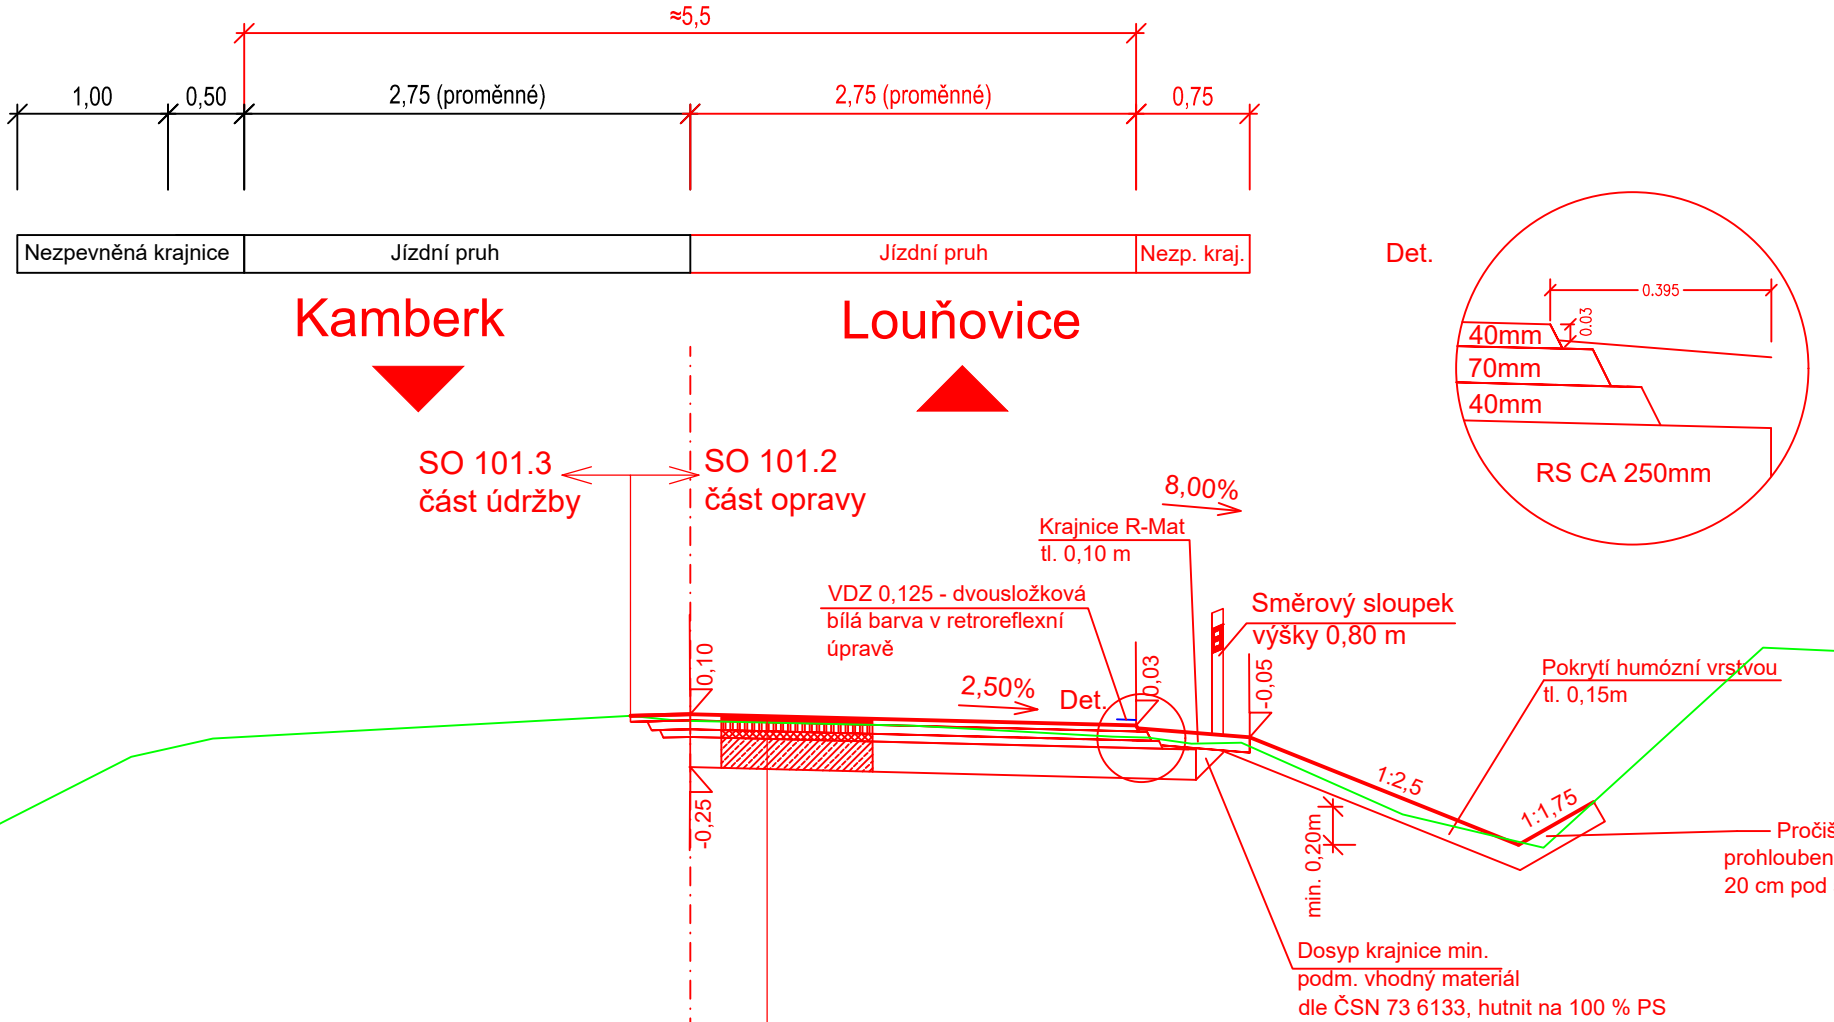 ≈5,5
1,00
0,50
2,75 (proměnné)
2,75 (proměnné)
0,75
Nezpevněná krajnice
Jízdní pruh
Jízdní pruh
Nezp. kraj.
Kamberk
Louňovice
Det.
0.395
0.03
40mm
70mm
40mm
RS CA 250mm
SO 101.3
část údržby
SO 101.2
část opravy
8,00%
Krajnice R-Mat
tl. 0,10 m
VDZ 0,125 - dvousložková
bílá barva v retroreflexní
úpravě
Směrový sloupek
výšky 0,80 m
Pokrytí humózní vrstvou
tl. 0,15m
0,10
2,50%
Det.
0,03
-0,05
-0,25
1:2,5
1:1,75
min. 0,20m
Pročiš
prohlouben
20 cm pod
Dosyp krajnice min.
podm. vhodný materiál
dle ČSN 73 6133, hutnit na 100 % PS